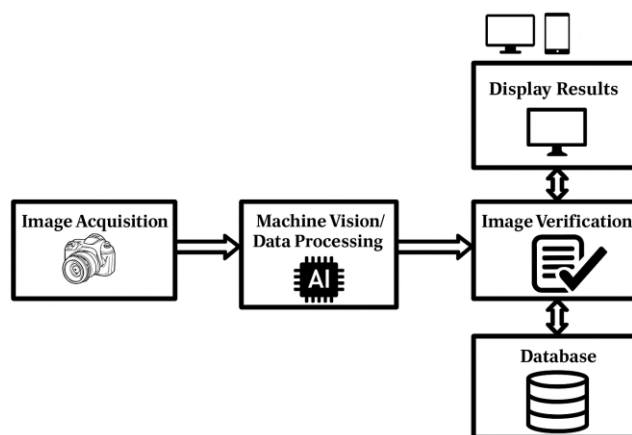 Display Results
Image Acquisition
Machine Vision/
Data Processing
AI
Image Verification
Database